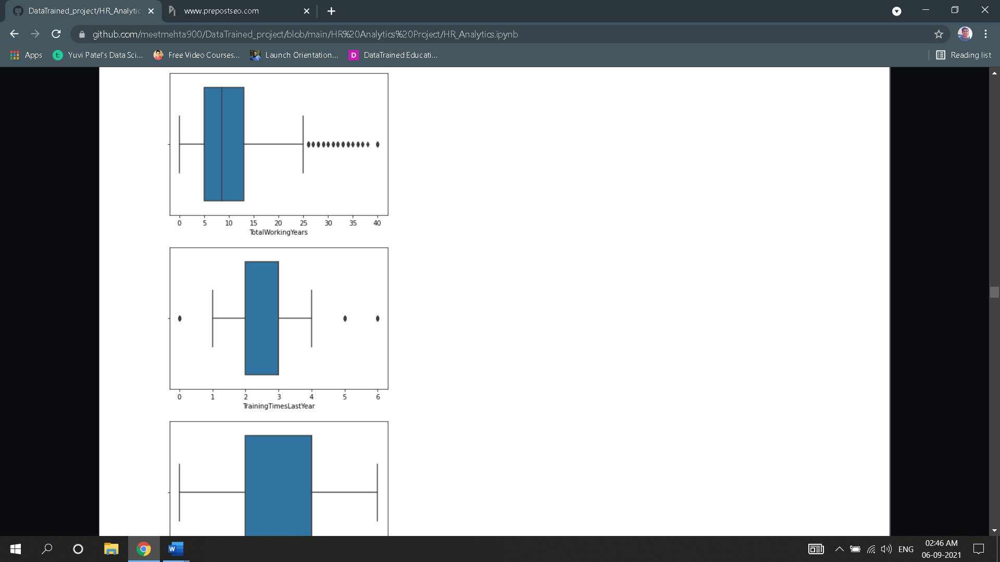 DataTrained_project/HR_Analytic
www.prepostseo.com
github.com/meetmehta900/DataTrained_project/blob/main/HR%20Analytics%20Project/HR_Analytics.ipynb
Apps
t:
Yuvi Patel's Data Sci...
Free Video Courses...
Launch Orientation...
D
DataTrained Educati...
Reading list
0 5 10 15 20 25 30 35 40
TotalWorkingYears
0 1 2 3 4 5 6
TrainingTimesLastYear
W
ENG
02:46 AM
06-09-2021